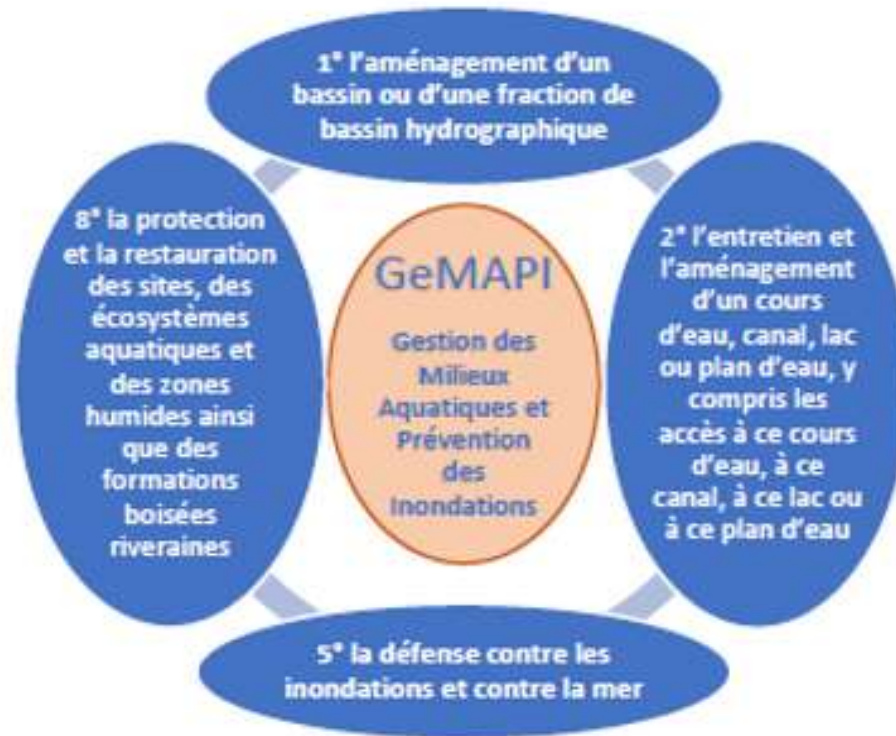 1° l'aménagement d'un
bassin ou d'une fraction de
bassin hydrographique
8° la protection
et la restauration
des sites, des
écosystèmes
aquatiques et
des zones
humides ainsi
que des
formations
boisées
riveraines
GeMAPI
Gestion des
Milieux
Aquatiques et
Prévention
des
Inondations
2° l'entretien et
l'aménagement
d'un cours
d'eau, canal, lac
ou plan d'eau, y
compris les
accès à ce cours
d'eau, à ce
canal, à ce lac ou
à ce plan d'eau
5° la défense contre les
inondations et contre la mer